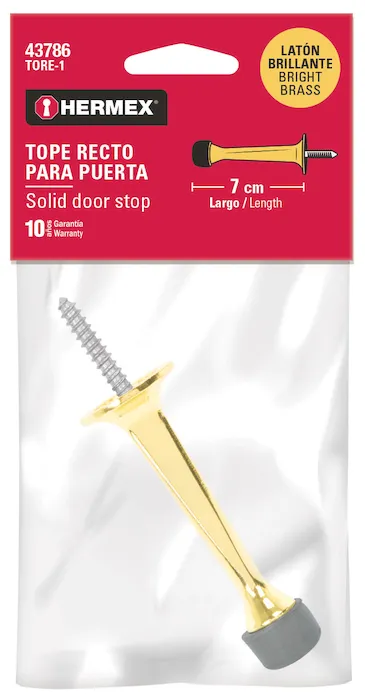 43786
TORE-1
LATÓN
BRILLANTE
BRIGHT
BRASS
HERMEX®
TOPE RECTO
PARA PUERTA
Solid door stop
10 años Garantía
years Warranty
7 cm
Largo / Length